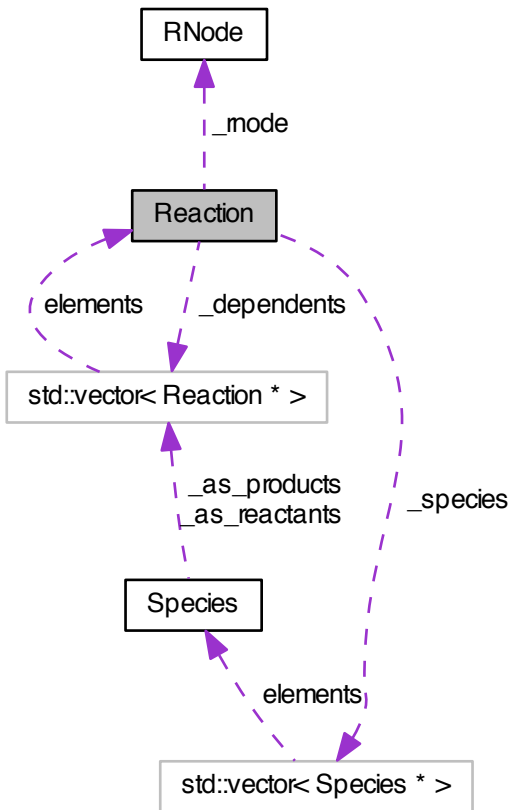 RNode
_rnode
Reaction
elements
_dependents
std::vector< Reaction * >
_as_products
_as_reactants
_species
Species
elements
std::vector< Species * >